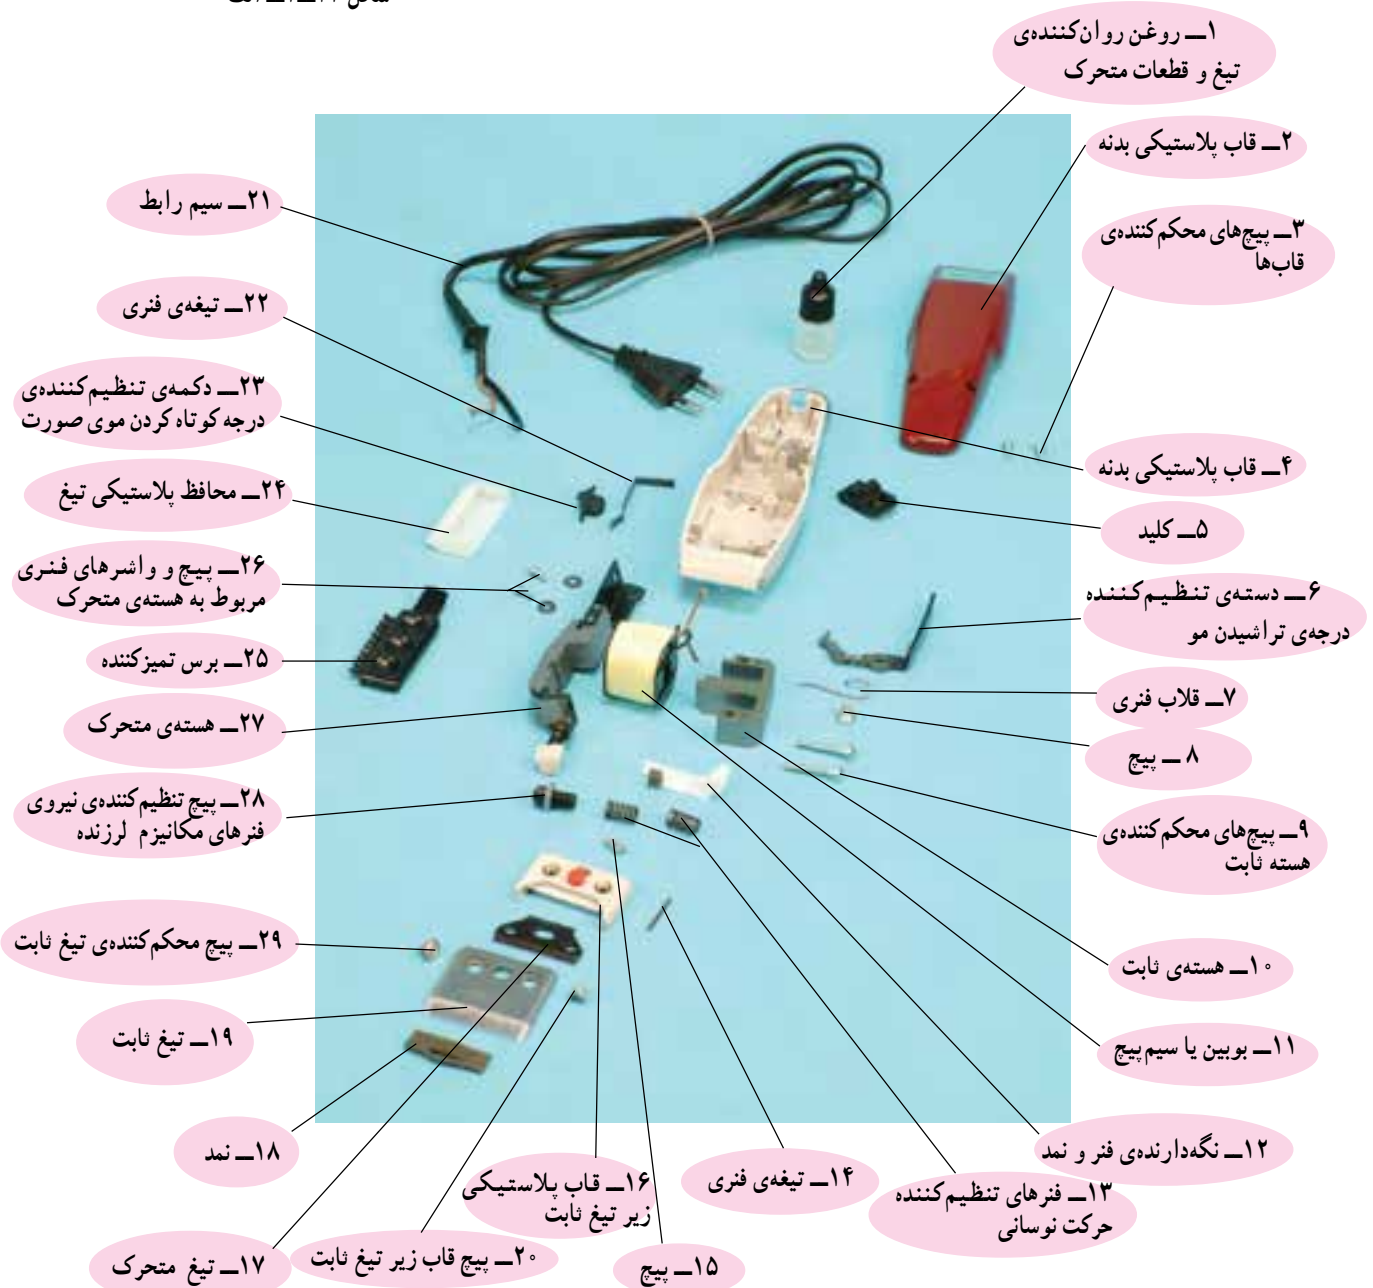 ۱ــ روغن روان‌کننده‌ی
تیغ و قطعات متحرک
۲ــ قاب پلاستیکی بدنه
۳ــ پیچ‌های محکم‌کننده‌ی
قاب‌ها
۴ــ قاب پلاستیکی بدنه
۵ــ کلید
۶ــ دسته‌ی تنظیم‌کننده
درجه‌ی تراشیدن مو
۷ــ قلاب فنری
۸ ــ پیچ
۹ــ پیچ‌های محکم‌کننده‌ی
هسته ثابت
۱۰ــ هسته‌ی ثابت
۱۱ــ بوبین یا سیم‌پیچ
۱۲ــ نگه‌دارنده‌ی فنر و نمد
۱۳ــ فنرهای تنظیم‌کننده
حرکت نوسانی
۱۴ــ تیغه‌ی فنری
۱۵ــ پیچ
۱۶ــ قاب پلاستیکی
زیر تیغ ثابت
۱۷ــ تیغ متحرک
۱۸ــ نمد
۱۹ــ تیغ ثابت
۲۰ــ پیچ قاب زیر تیغ ثابت
۲۱ــ سیم رابط
۲۲ــ تیغه‌ی فنری
۲۳ــ دکمه‌ی تنظیم‌کننده‌ی
درجه کوتاه کردن موی صورت
۲۴ــ محافظ پلاستیکی تیغ
۲۶ــ پیچ و واشرهای فنری
مربوط به هسته‌ی متحرک
۲۵ــ برس تمیزکننده
۲۷ــ هسته‌ی متحرک
۲۸ــ پیچ تنظیم‌کننده‌ی نیروی
فنرهای مکانیزم لرزنده
۲۹ــ پیچ محکم‌کننده‌ی تیغ ثابت